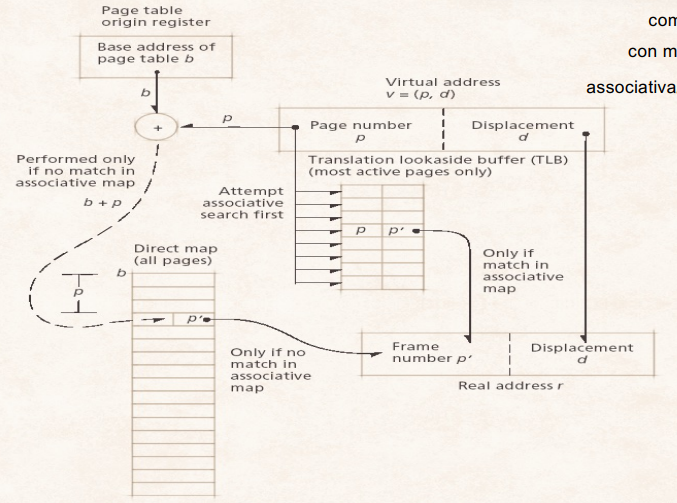 Page table
origin register
Base address of
page table b
b
+
p
Performed only
if no match in
associative map
b + p
Virtual address
v = (p, d)
Page number
p
Displacement
d
Translation lookaside buffer (TLB)
(most active pages only)
Attempt
associative
search first
p p′
Only if
match in
associative
map
Direct map
(all pages)
b
p
p′
Only if no
match in
associative
map
Frame
number p′
Displacement
d
Real address r
con m
associativa